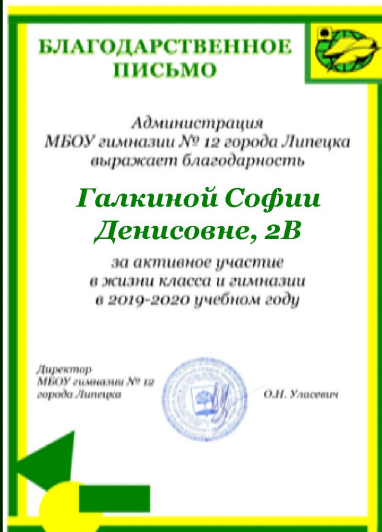 БЛАГОДАРСТВЕННОЕ
ПИСЬМО
Администрация
МБОУ гимназии № 12 города Липецка
выражает благодарность
Галкиной Софии
Денисовне, 2В
за активное участие
в жизни класса и гимназии
в 2019-2020 учебном году
Директор
МБОУ гимназии № 12
города Липецка
О.Н. Уласевич